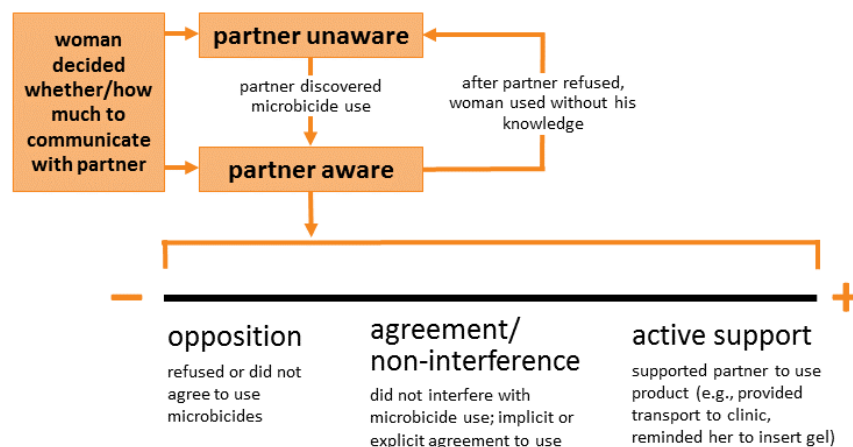 woman
decided
whether/how
much to
communicate
with partner
partner unaware
partner discovered
microbicide use
after partner refused,
woman used without his
knowledge
partner aware
– +
opposition
refused or did not
agree to use
microbicides
agreement/
non-interference
did not interfere with
microbicide use; implicit or
explicit agreement to use
active support
supported partner to use
product (e.g., provided
transport to clinic,
reminded her to insert gel)